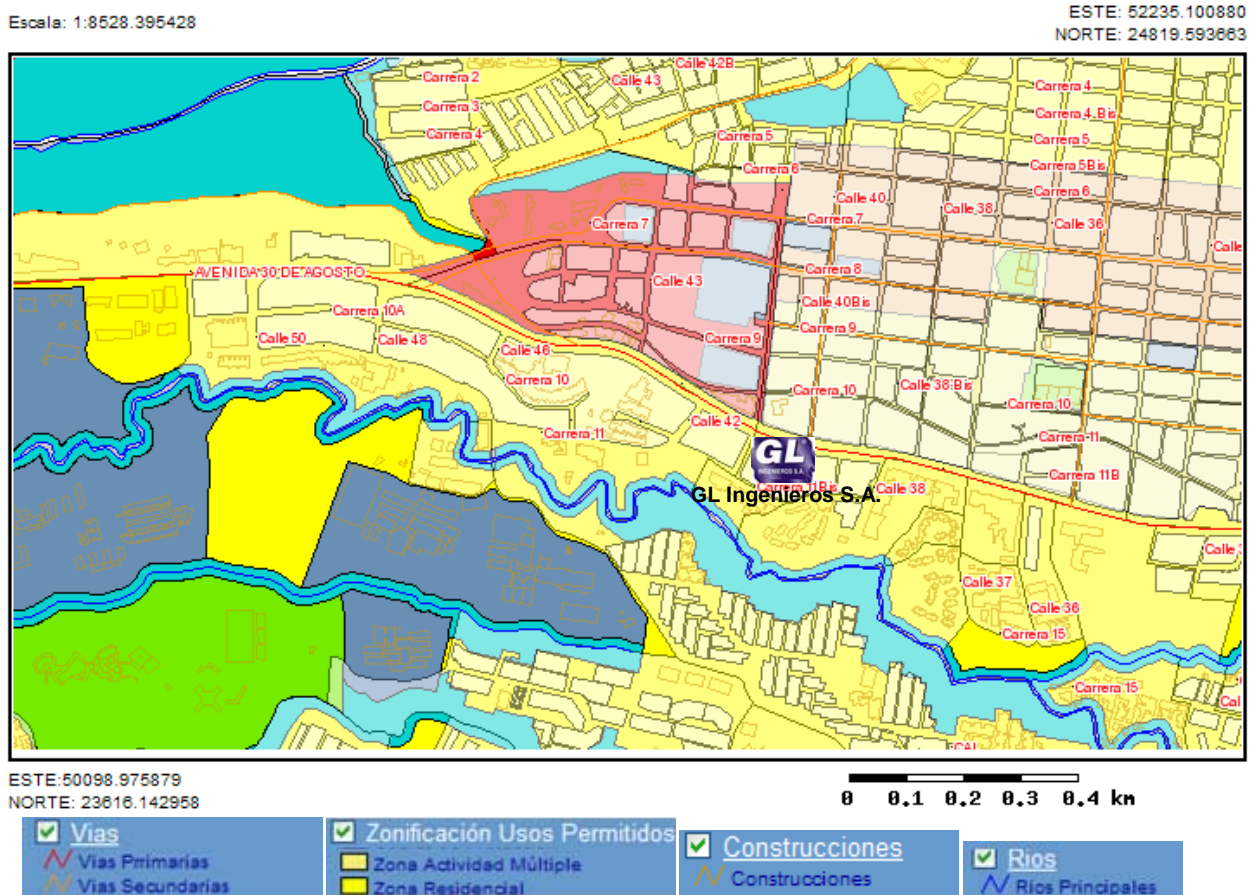 Escala: 1:8528.395428
ESTE: 52235.100880
NORTE: 24819.593663
Carrera 2
Calle 43
Calle 42B
Carrera 3
Carrera 4
Carrera 4
Carrera 4 Bis
Carrera 5
Carrera 5
Carrera 6
Carrera 5Bis
Carrera 6
Calle 40
Calle 38
Calle 36
Carrera 7
Carrera 7
Calle
AVENIDA 30 DE AGOSTO
Calle 43
Carrera 8
Carrera 10A
Calle 40Bis
Calle 50
Calle 48
Carrera 9
Carrera 9
Calle 46
Carrera 10
Carrera 10
Calle 38 Bis
Carrera 10
Calle 42
Carrera 11
Carrera 11
GL
INGENIEROS S.A.
Carrera 11B
Carrera 11Bis
Calle 38
GL Ingenieros S.A.
Calle 37
Calle 36
Carrera 15
Carrera 15
Cal
CAI
ESTE:50098.975879
NORTE: 23616.142958
0 0.1 0.2 0.3 0.4 km
Vias
Vias Prrimarias
Vias Secundarias
Zonificación Usos Permitidos
Zona Actividad Múltiple
Zona Residencial
Construcciones
Construcciones
Rios
Rios Principales